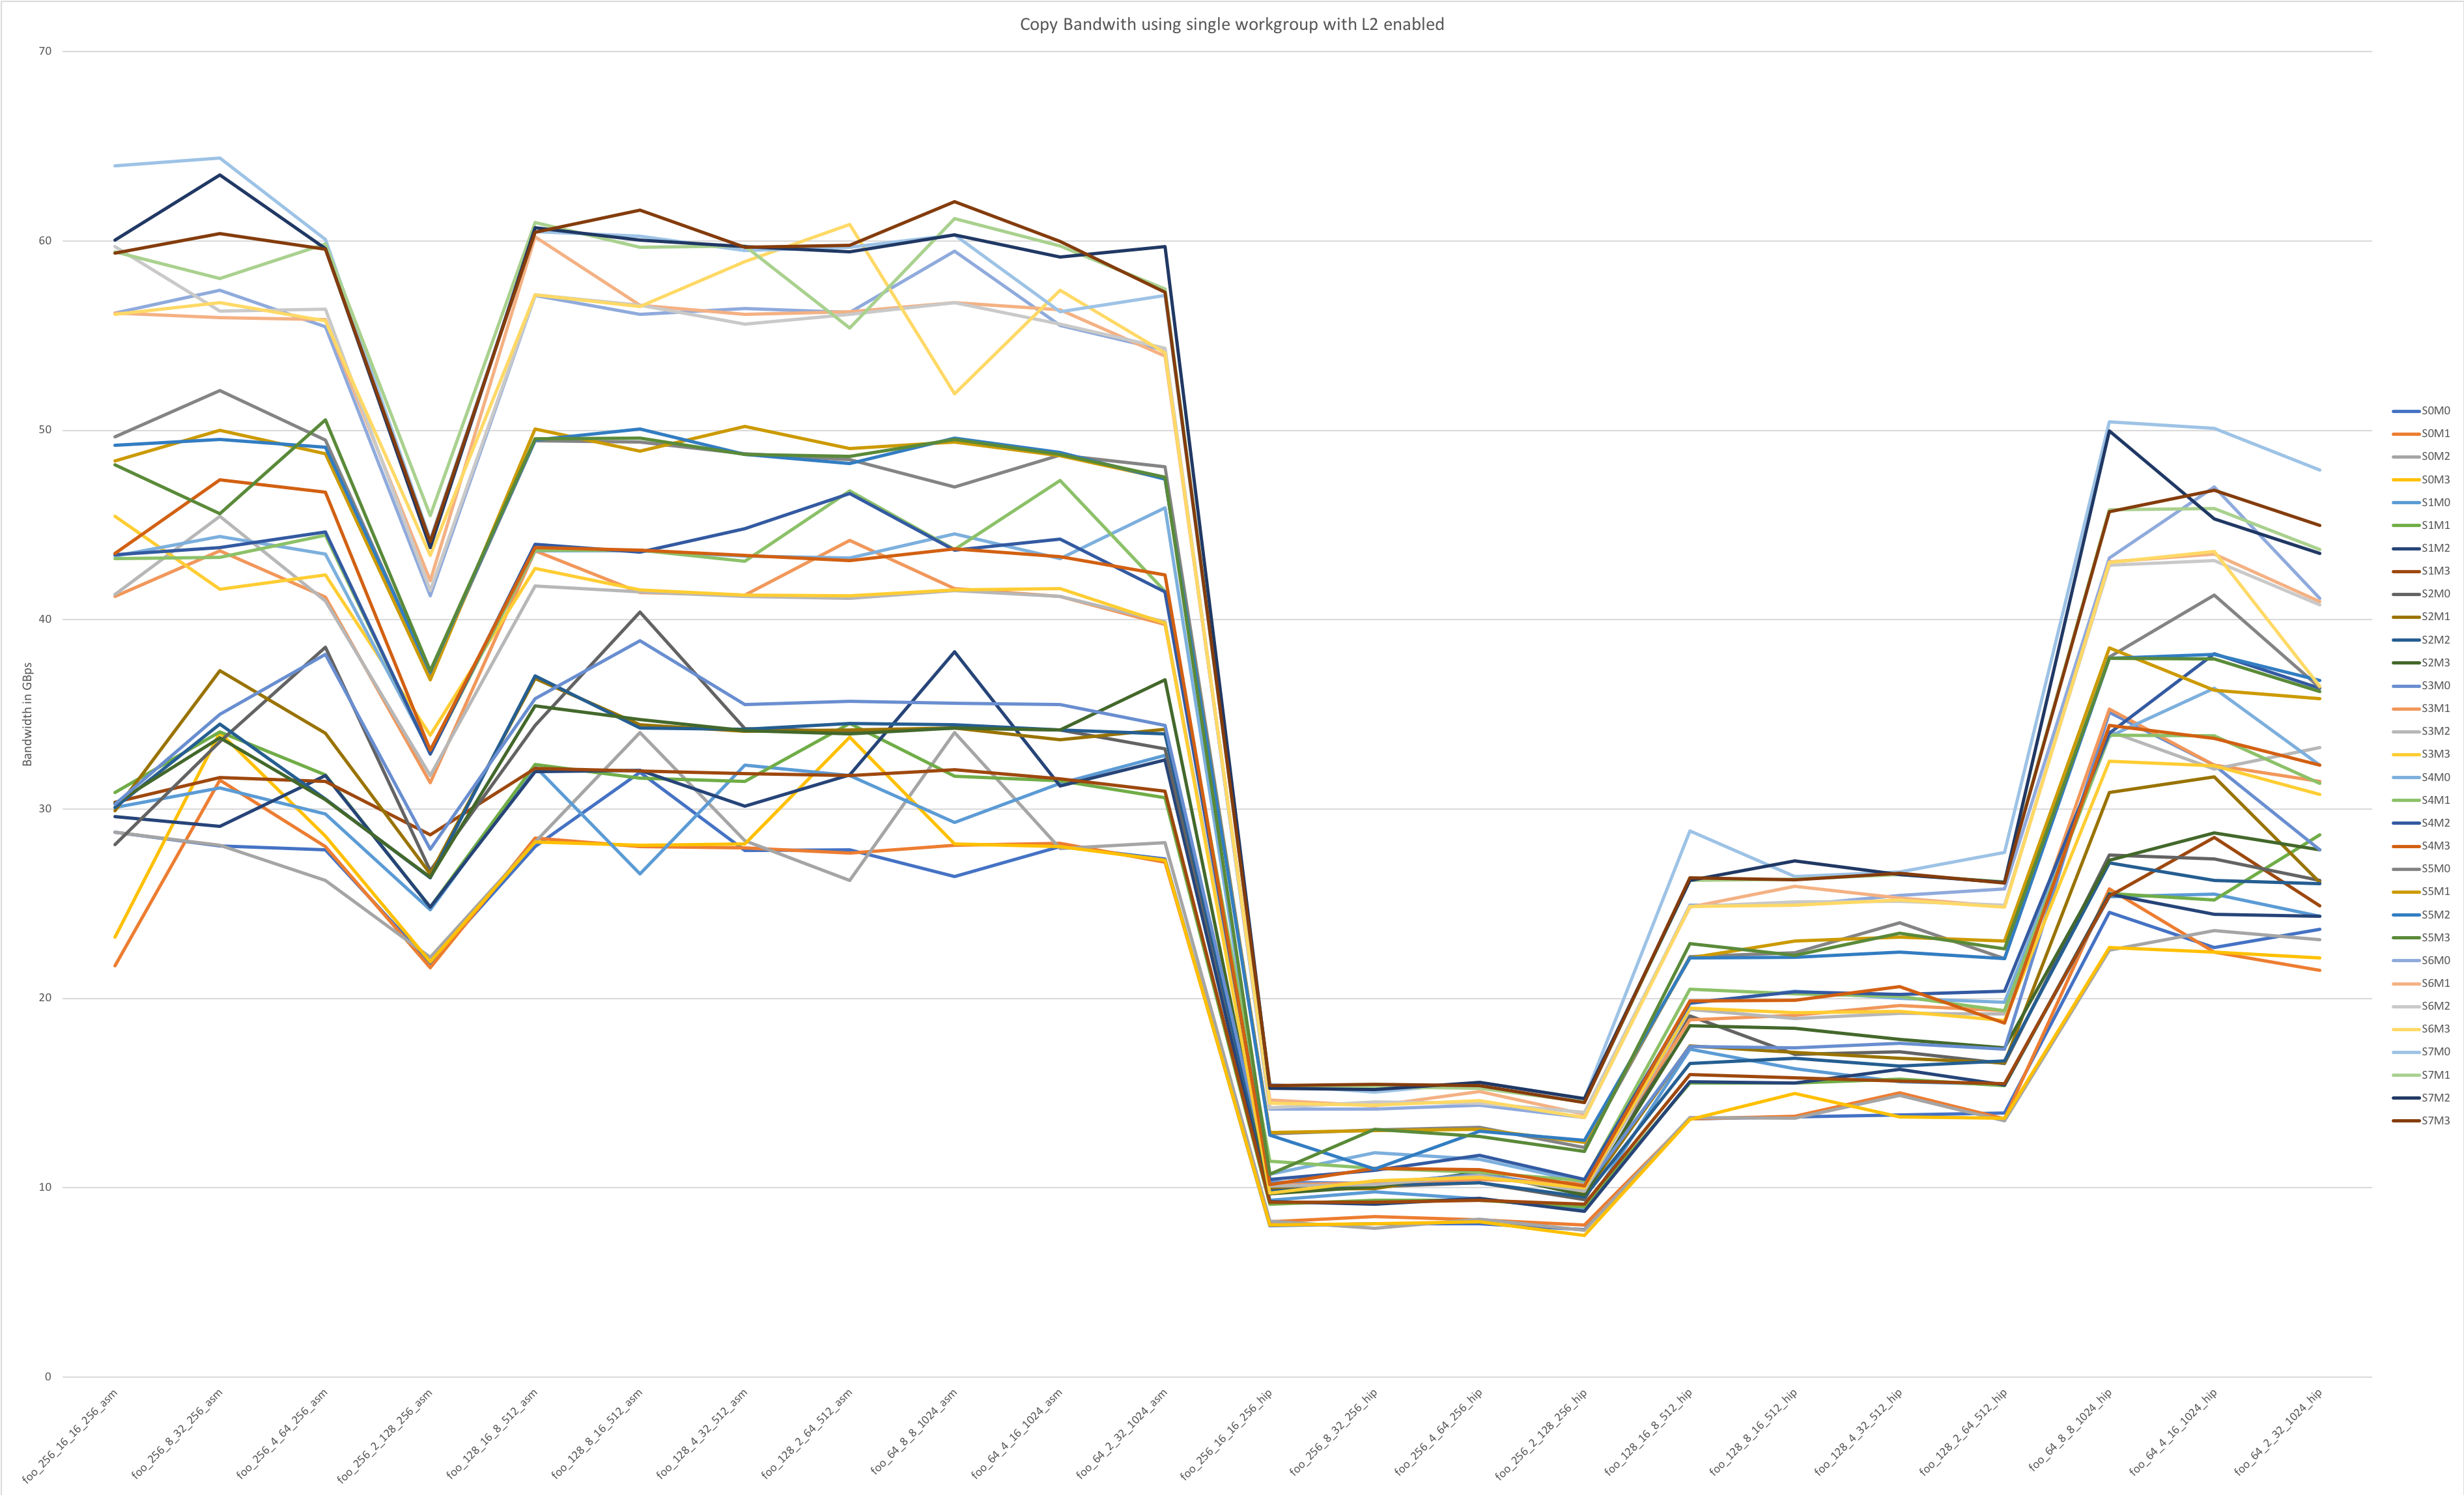 Copy Bandwith using single workgroup with L2 enabled
70
60
50
40
30
20
10
0
Bandwidth in GBps
foo_256_16_16_256_asm
foo_256_8_32_256_asm
foo_256_4_64_256_asm
foo_256_2_128_256_asm
foo_128_16_8_512_asm
foo_128_8_16_512_asm
foo_128_4_32_512_asm
foo_128_2_64_512_asm
foo_64_8_8_1024_asm
foo_64_4_16_1024_asm
foo_64_2_32_1024_asm
foo_256_16_16_256_hip
foo_256_8_32_256_hip
foo_256_4_64_256_hip
foo_256_2_128_256_hip
foo_128_16_8_512_hip
foo_128_8_16_512_hip
foo_128_4_32_512_hip
foo_128_2_64_512_hip
foo_64_8_8_1024_hip
foo_64_4_16_1024_hip
foo_64_2_32_1024_hip
S0M0
S0M1
S0M2
S0M3
S1M0
S1M1
S1M2
S1M3
S2M0
S2M1
S2M2
S2M3
S3M0
S3M1
S3M2
S3M3
S4M0
S4M1
S4M2
S4M3
S5M0
S5M1
S5M2
S5M3
S6M0
S6M1
S6M2
S6M3
S7M0
S7M1
S7M2
S7M3